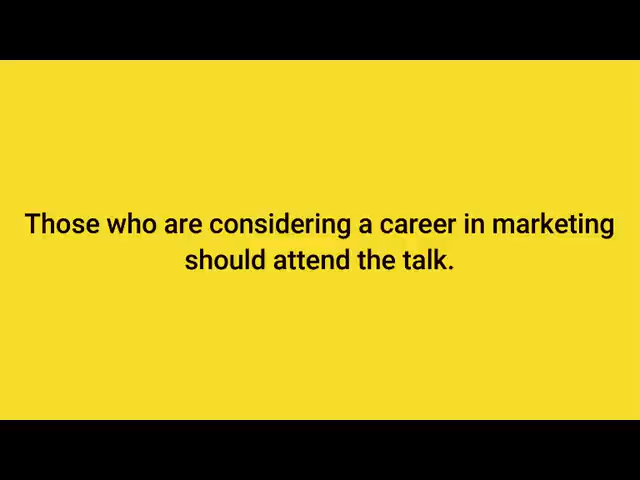 Those who are considering a career in marketing
should attend the talk.